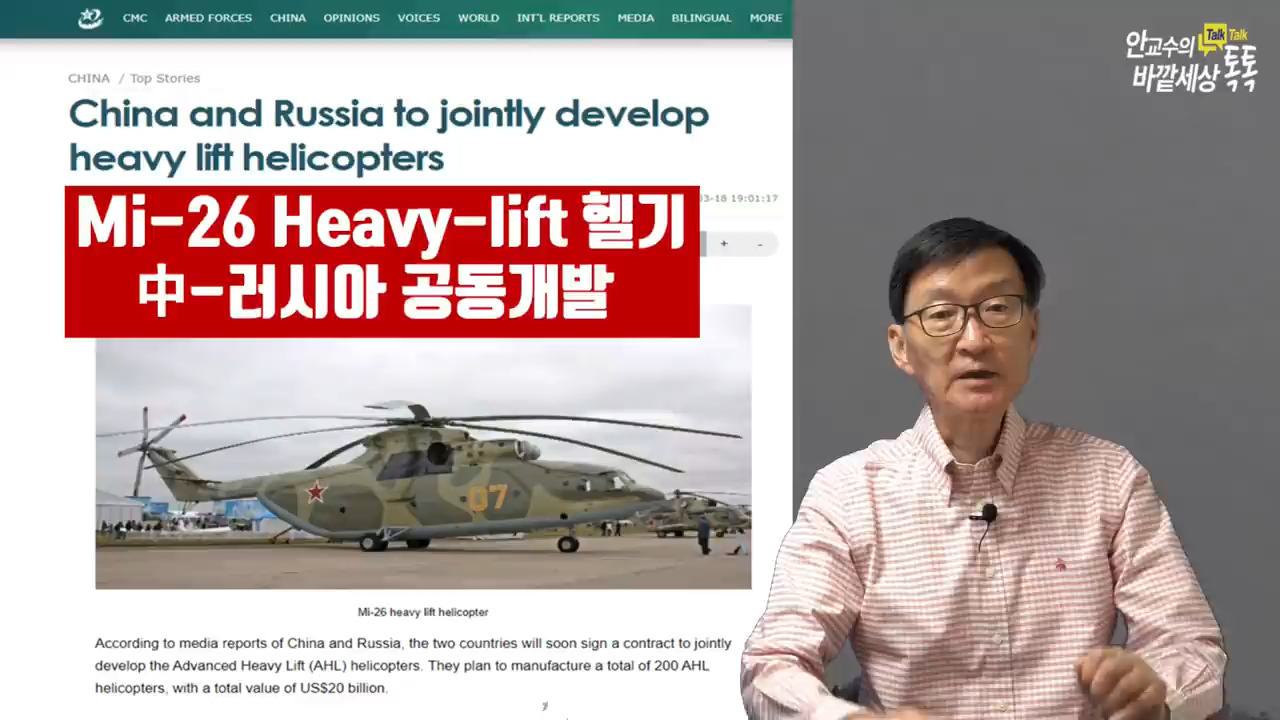 CMC ARMED FORCES CHINA OPINIONS VOICES WORLD INT'L REPORTS MEDIA BILINGUAL MORE
CHINA / Top Stories
China and Russia to jointly develop
heavy lift helicopters
03-18 19:01:17
+ -
Mi-26 Heavy-lift 헬기
中-러시아 공동개발
07
Mi-26 heavy lift helicopter
According to media reports of China and Russia, the two countries will soon sign a contract to jointly
develop the Advanced Heavy Lift (AHL) helicopters. They plan to manufacture a total of 200 AHL
helicopters, with a total value of US$20 billion.
안교수의 Talk Talk
바깥세상 톡톡